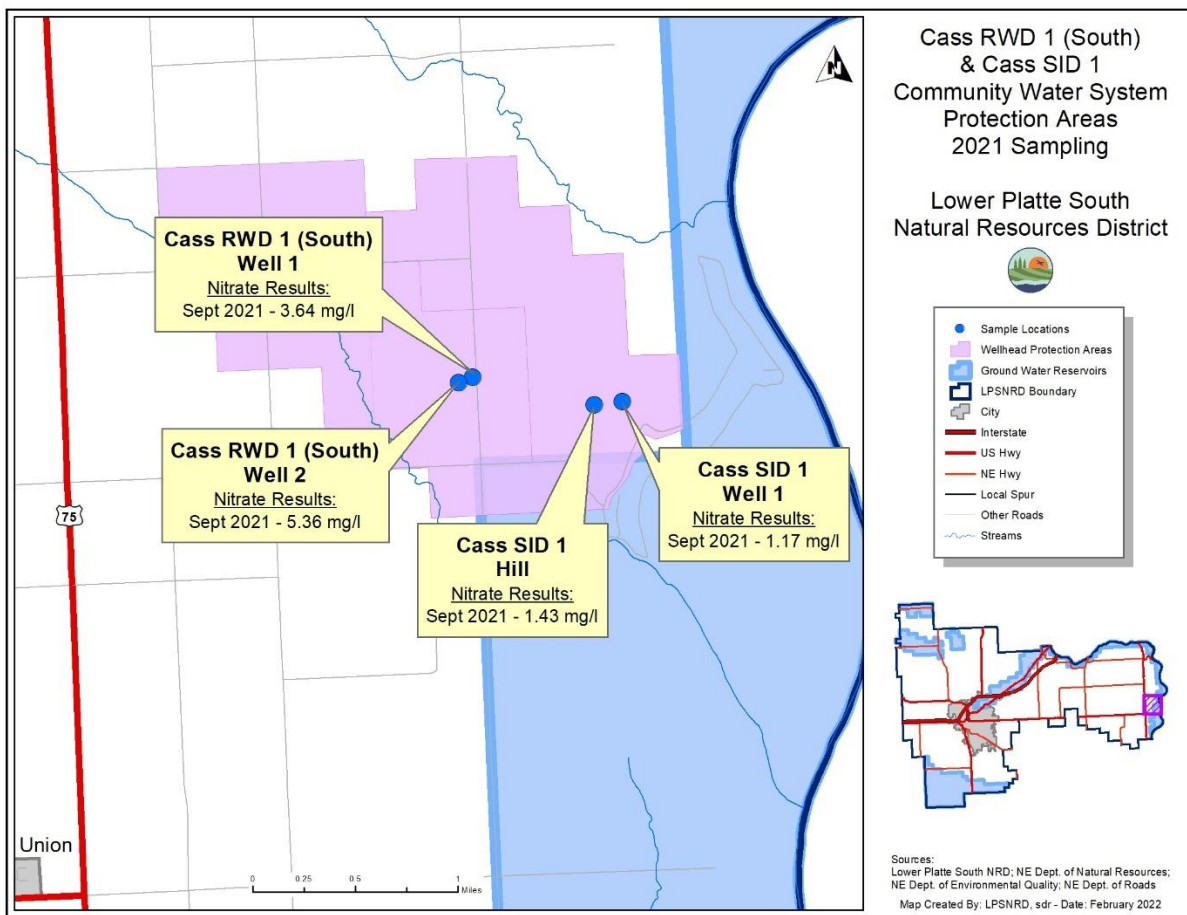 Cass RWD 1 (South)
& Cass SID 1
Community Water System
Protection Areas
2021 Sampling
Lower Platte South
Natural Resources District
N
Cass RWD 1 (South)
Well 1
Nitrate Results:
Sept 2021 - 3.64 mg/l
Cass RWD 1 (South)
Well 2
Nitrate Results:
Sept 2021 - 5.36 mg/l
Cass SID 1
Hill
Nitrate Results:
Sept 2021 - 1.43 mg/l
Cass SID 1
Well 1
Nitrate Results:
Sept 2021 - 1.17 mg/l
75
Union
0 0.25 0.5 1
Miles
Sample Locations
Wellhead Protection Areas
Ground Water Reservoirs
LPSNRD Boundary
City
Interstate
US Hwy
NE Hwy
Local Spur
Other Roads
Streams
Sources:
Lower Platte South NRD; NE Dept. of Natural Resources;
NE Dept. of Environmental Quality; NE Dept. of Roads
Map Created By: LPSNRD, sdr - Date: February 2022